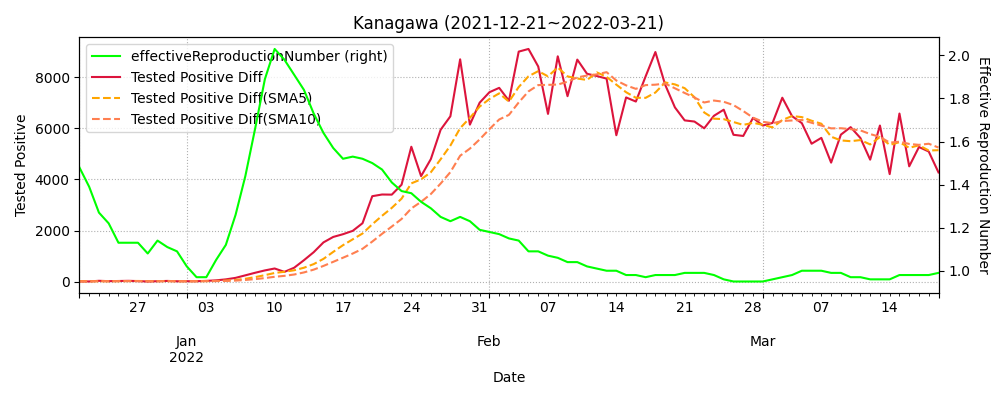 Kanagawa (2021-12-21~2022-03-21)
effectiveReproductionNumber (right)
Tested Positive Diff
Tested Positive Diff(SMA5)
Tested Positive Diff(SMA10)
Tested Positive
8000
6000
4000
2000
0
2.0
1.8
1.6
1.4
1.2
1.0
Effective Reproduction Number
27 03 10 17 24 31 07 14 21 28 07 14
Jan Feb Mar
2022
Date